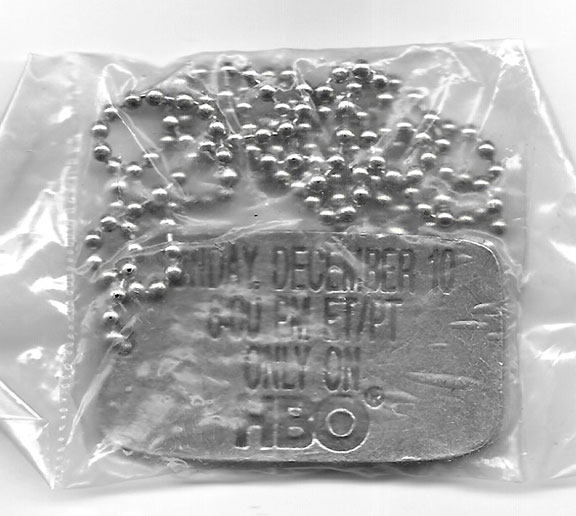 DECEMBER 10
PM ET/PT
ONLY ON
HBO®